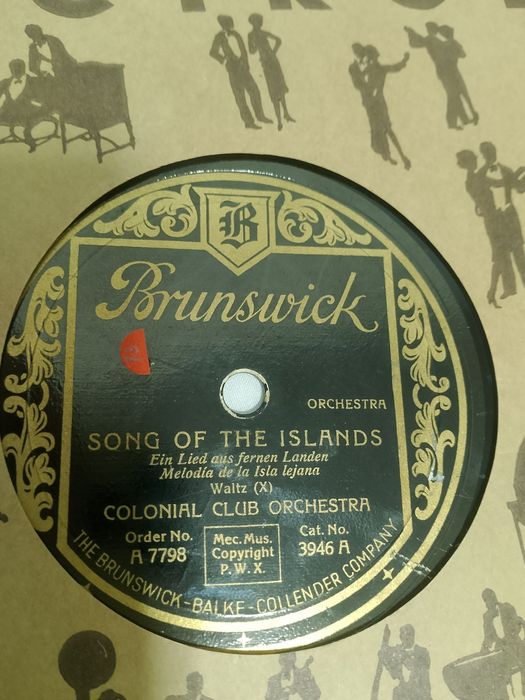 B
Brunswick
ORCHESTRA
SONG OF THE ISLANDS
Ein Lied aus fernen Landen
Melodía de la Isla lejana
Waltz (X)
COLONIAL CLUB ORCHESTRA
Order No.
A 7798
Mec. Mus.
Copyright
P. W. X.
Cat. No.
3946 A
THE BRUNSWICK-BALKE-COLLENDER COMPANY